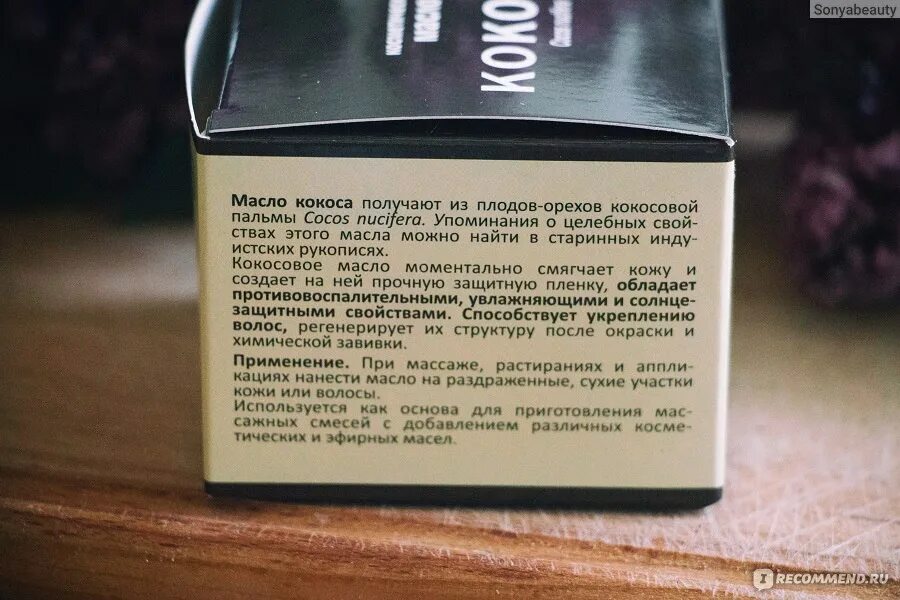 Sonyabeauty
масло
КОКО
Масло кокоса получают из плодов-орехов кокосовой
пальмы Cocos nucifera. Упоминания о целебных свой-
ствах этого масла можно найти в старинных инду-
истских рукописях.
Кокосовое масло моментально смягчает кожу и
создает на ней прочную защитную пленку, обладает
противовоспалительными, увлажняющими и солнце-
защитными свойствами. Способствует укреплению
волос, регенерирует их структуру после окраски и
химической завивки.
Применение. При массаже, растираниях и аппли-
кациях нанести масло на раздраженные, сухие участки
кожи или волосы.
Используется как основа для приготовления мас-
сажных смесей с добавлением различных косме-
тических и эфирных масел.
IRECOMMEND.RU